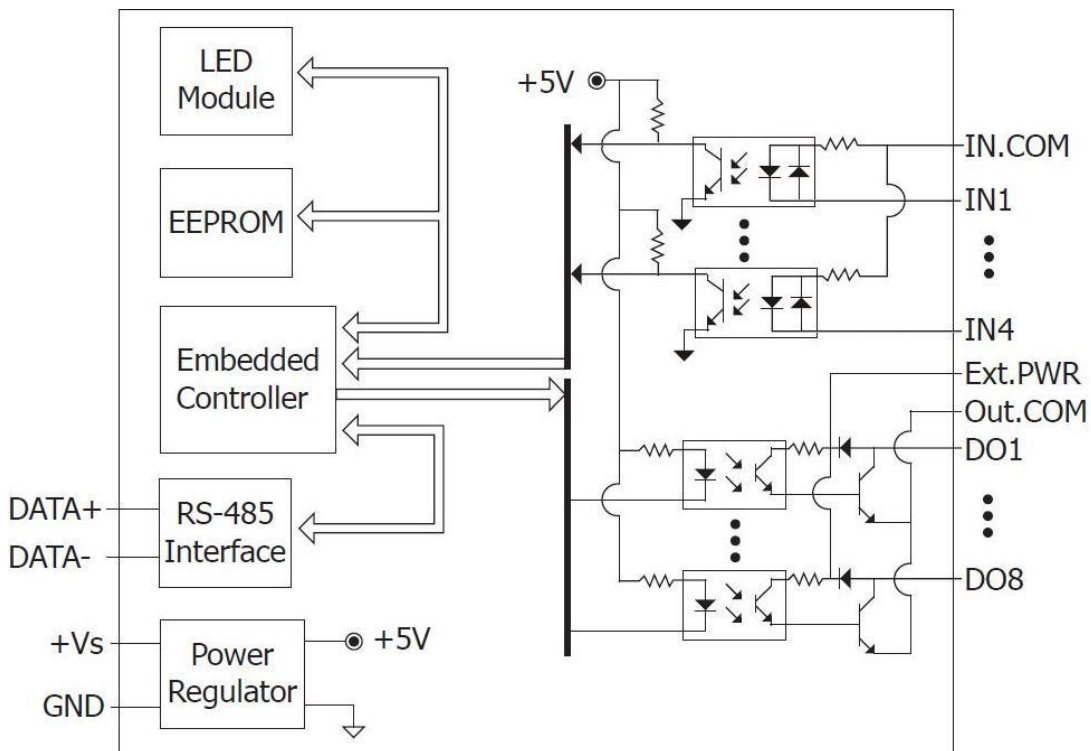 LED
Module
EEPROM
Embedded
Controller
RS-485
Interface
Power
Regulator
DATA+
DATA-
+Vs
GND
+5V
+5V
IN.COM
IN1
IN4
Ext.PWR
Out.COM
DO1
DO8